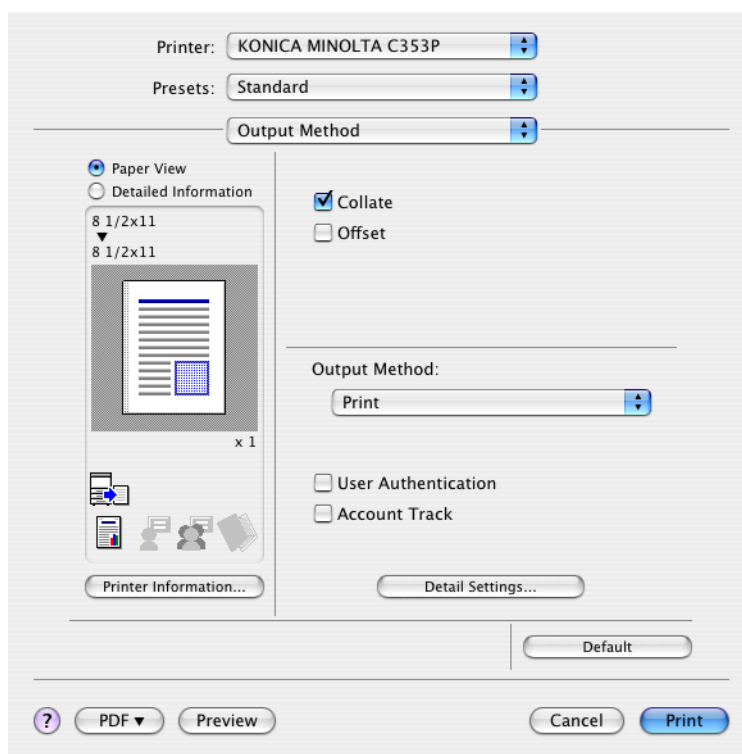 Printer: KONICA MINOLTA C353P
Presets: Standard
Output Method
Paper View
Detailed Information
8 1/2x11
▼
8 1/2x11
x 1
Printer Information...
Collate
Offset
Output Method:
Print
User Authentication
Account Track
Detail Settings...
Default
? PDF ▼ Preview Cancel Print